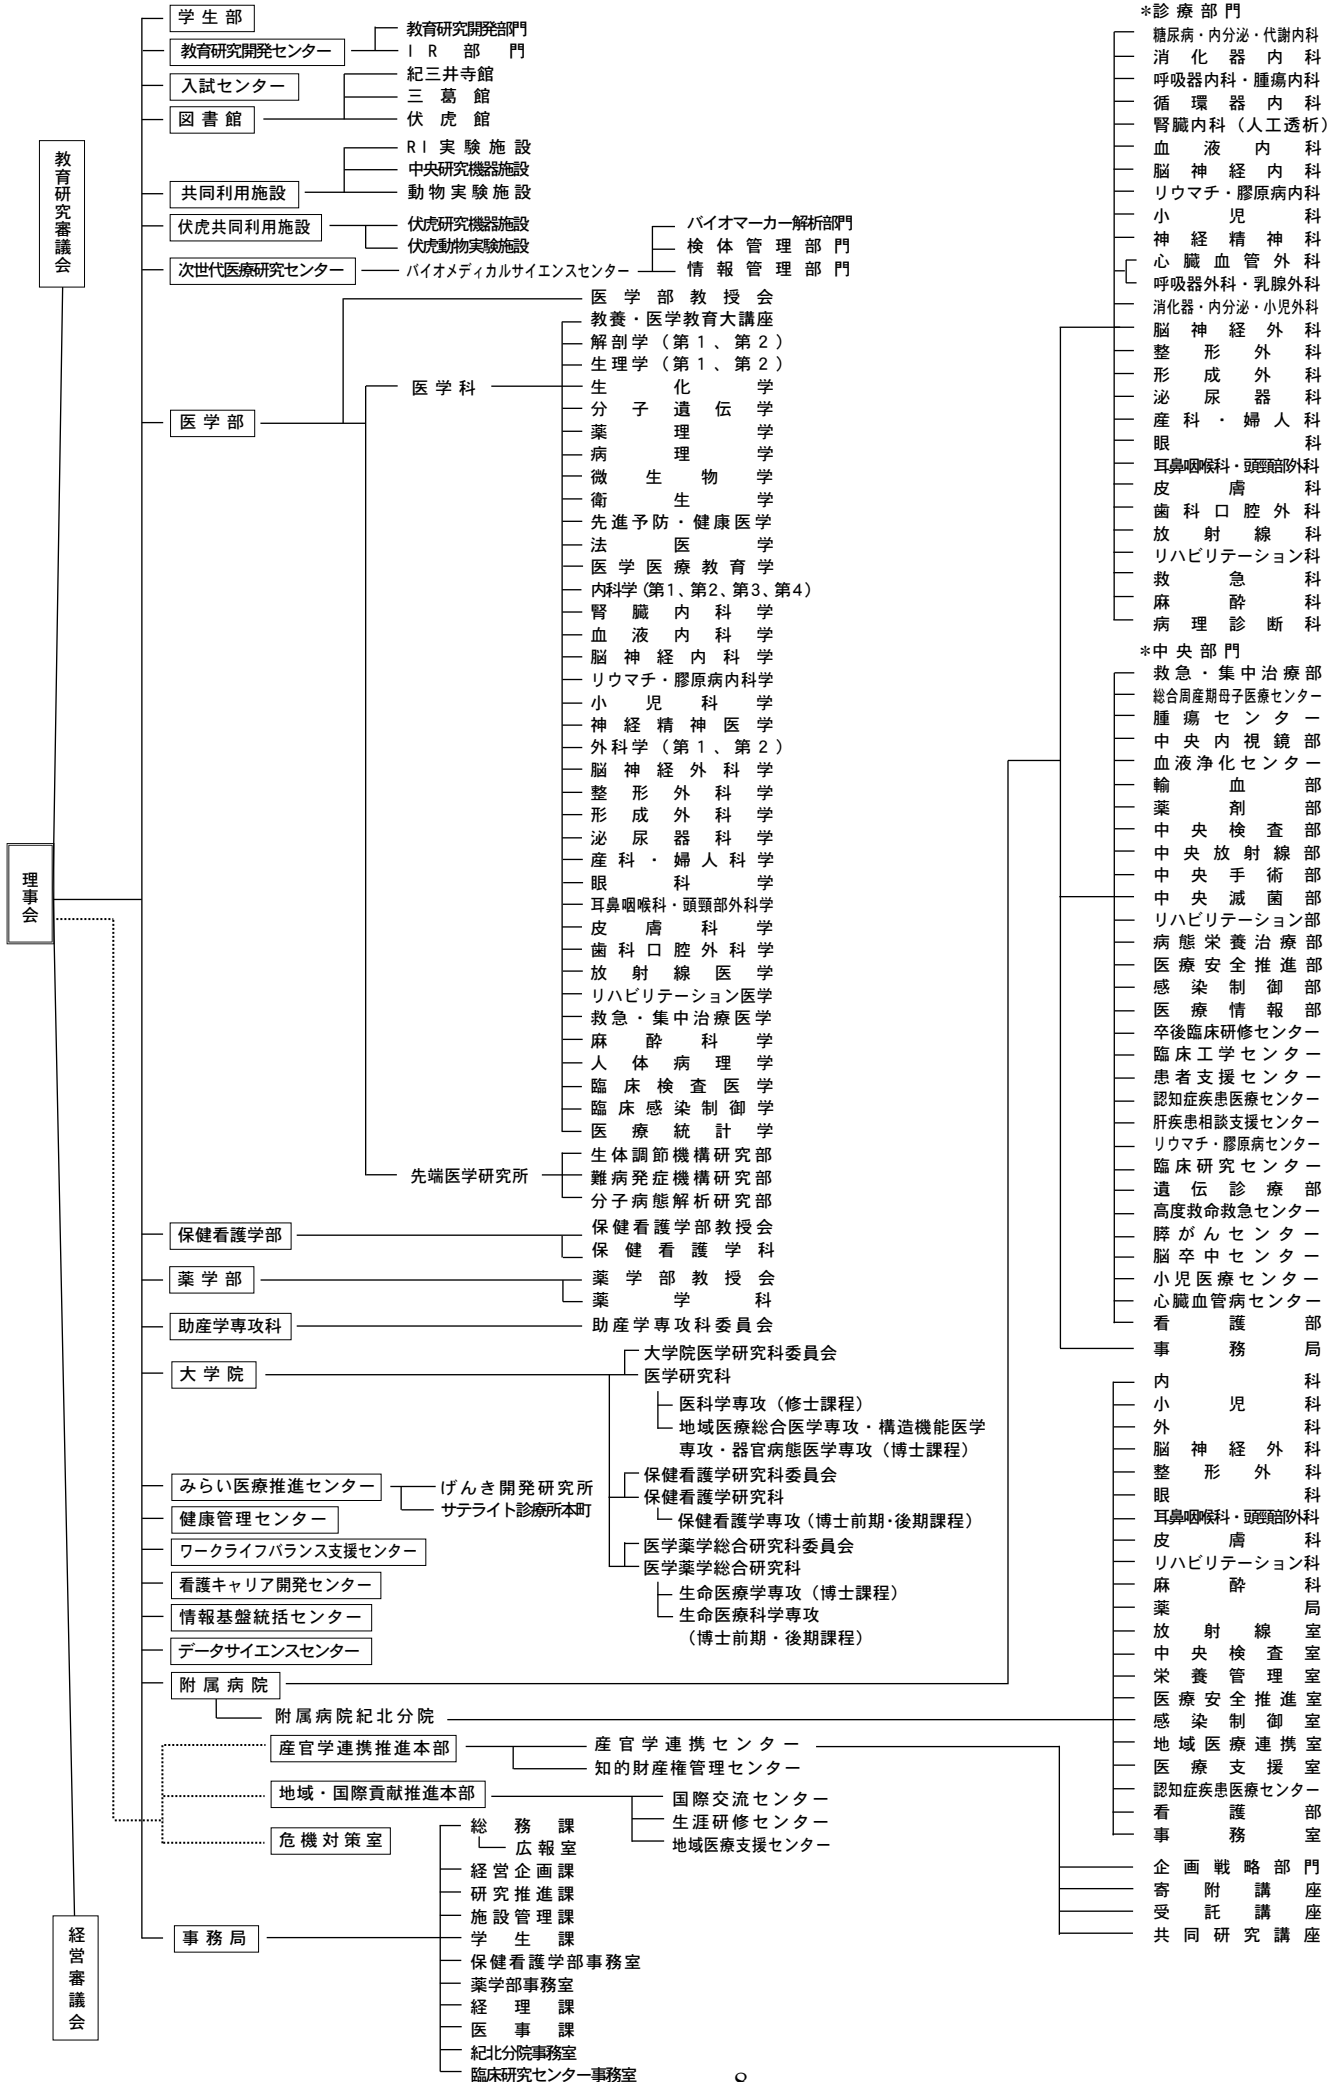 教育研究審議会
理事会
経営審議会
学生部
教育研究開発センター
教育研究開発部門
IR部門
入試センター
図書館
紀三井寺館
三葛館
伏虎館
共同利用施設
RI実験施設
中央研究機器施設
動物実験施設
伏虎共同利用施設
伏虎研究機器施設
伏虎動物実験施設
次世代医療研究センター
バイオメディカルサイエンスセンター
バイオマーカー解析部門
検体管理部門
情報管理部門
医学部
医学部教授会
医学科
教養・医学教育大講座
解剖学(第1、第2)
生理学(第1、第2)
生化学
分子遺伝学
薬理学
病理学
微生物学
衛生学
先進予防・健康医学
法医学
医学医療教育学
内科学(第1、第2、第3、第4)
腎臓内科学
血液内科学
脳神経内科学
リウマチ・膠原病内科学
小児科学
神経精神医学
外科学(第1、第2)
脳神経外科学
整形外科学
形成外科学
泌尿器科学
産科・婦人科学
眼科学
耳鼻咽喉科・頭頸部外科学
皮膚科学
歯科口腔外科学
放射線医学
リハビリテーション医学
救急・集中治療医学
麻酔科学
人体病理学
臨床検査医学
臨床感染制御学
医療統計学
先端医学研究所
生体調節機構研究部
難病発症機構研究部
分子病態解析研究部
保健看護学部
保健看護学部教授会
保健看護学科
薬学部
薬学部教授会
薬学科
助産学専攻科
助産学専攻科委員会
大学院
大学院医学研究科委員会
医学研究科
医科学専攻(修士課程)
地域医療総合医学専攻・構造機能医学
専攻・器官病態医学専攻(博士課程)
保健看護学研究科委員会
保健看護学研究科
保健看護学専攻(博士前期・後期課程)
医学薬学総合研究科委員会
医学薬学総合研究科
生命医療学専攻(博士課程)
生命医療科学専攻
(博士前期・後期課程)
みらい医療推進センター
げんき開発研究所
サテライト診療所本町
健康管理センター
ワークライフバランス支援センター
看護キャリア開発センター
情報基盤統括センター
データサイエンスセンター
附属病院
附属病院紀北分院
産官学連携推進本部
産官学連携センター
知的財産権管理センター
地域・国際貢献推進本部
国際交流センター
生涯研修センター
地域医療支援センター
危機対策室
事務局
総務課
広報室
経営企画課
研究推進課
施設管理課
学生課
保健看護学部事務室
薬学部事務室
経理課
医事課
紀北分院事務室
臨床研究センター事務室
*診療部門
糖尿病・内分泌・代謝内科
消化器内科
呼吸器内科・腫瘍内科
循環器内科
腎臓内科(人工透析)
血液内科
脳神経内科
リウマチ・膠原病内科
小児科
神経精神科
心臓血管外科
呼吸器外科・乳腺外科
消化器・内分泌・小児外科
脳神経外科
整形外科
形成外科
泌尿器科
産科・婦人科
眼科
耳鼻咽喉科・頭頸部外科
皮膚科
歯科口腔外科
放射線科
リハビリテーション科
救急科
麻酔科
病理診断科
*中央部門
救急・集中治療部
総合周産期母子医療センター
腫瘍センター
中央内視鏡部
血液浄化センター
輸血部
薬剤部
中央検査部
中央放射線部
中央手術部
中央滅菌部
リハビリテーション部
病態栄養治療部
医療安全推進部
感染制御部
医療情報部
卒後臨床研修センター
臨床工学センター
患者支援センター
認知症疾患医療センター
肝疾患相談支援センター
リウマチ・膠原病センター
臨床研究センター
遺伝診療部
高度救命救急センター
膵がんセンター
脳卒中センター
小児医療センター
心臓血管病センター
看護部
事務局
内科
小児科
外科
脳神経外科
整形外科
眼科
耳鼻咽喉科・頭頸部外科
皮膚科
リハビリテーション科
麻酔科
薬局
放射線室
中央検査室
栄養管理室
医療安全推進室
感染制御室
地域医療連携室
医療支援室
認知症疾患医療センター
看護部
事務室
企画戦略部門
寄附講座
受託講座
共同研究講座
8